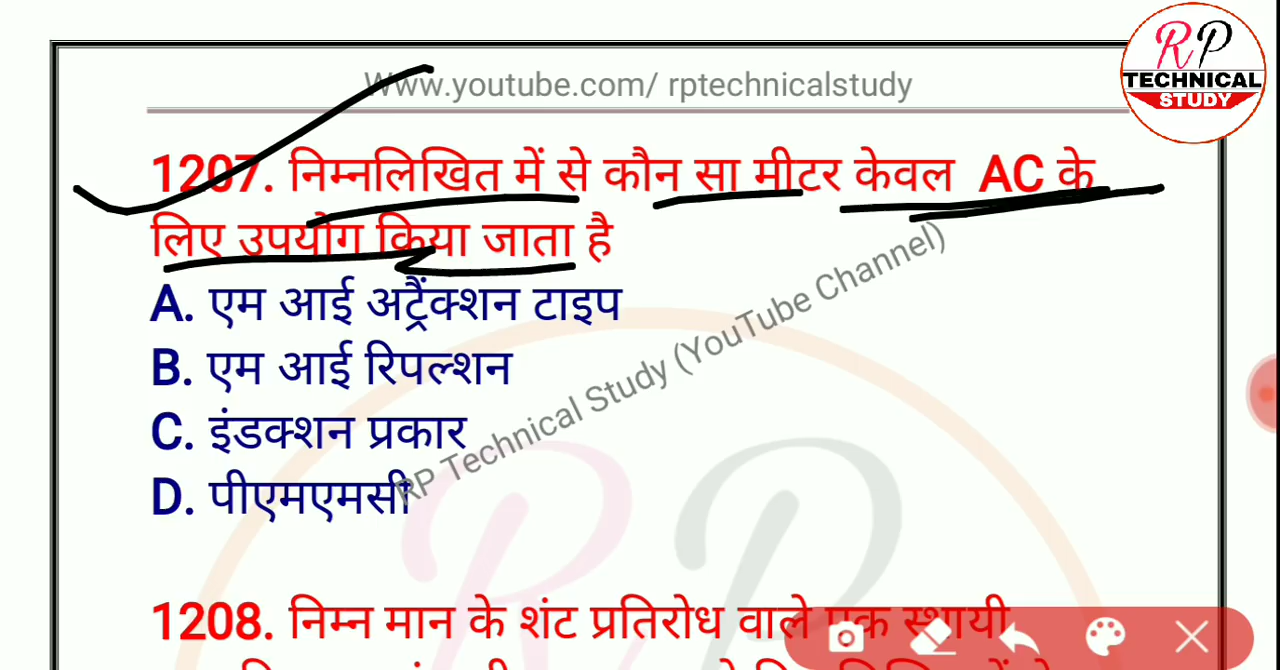 RP
TECHNICAL
STUDY
Www.youtube.com/ rptechnicalstudy
1207. निम्नलिखित में से कौन सा मीटर केवल AC के
लिए उपयोग किया जाता है
A. एम आई अट्रैंक्शन टाइप
B. एम आई रिपल्शन
C. इंडक्शन प्रकार
D. पीएमएमसी
RP Technical Study (YouTube Channel)
1208. निम्न मान के शंट प्रतिरोध वाले एक स्थायी